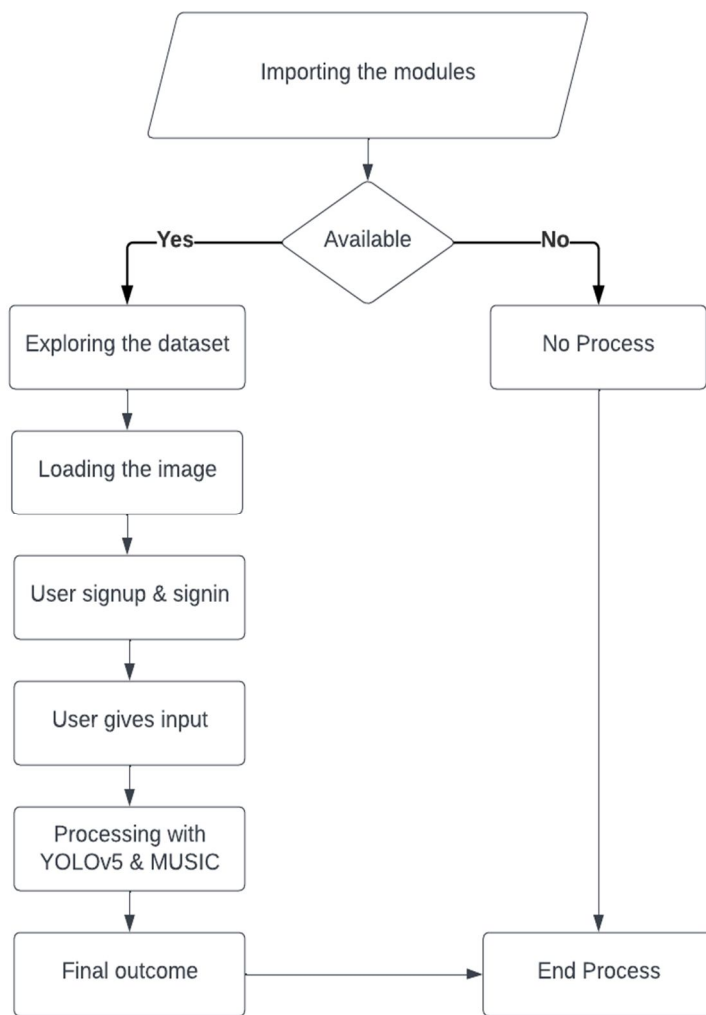 Importing the modules
Available
Yes
No
Exploring the dataset
No Process
Loading the image
User signup & signin
User gives input
Processing with
YOLOv5 & MUSIC
Final outcome
End Process